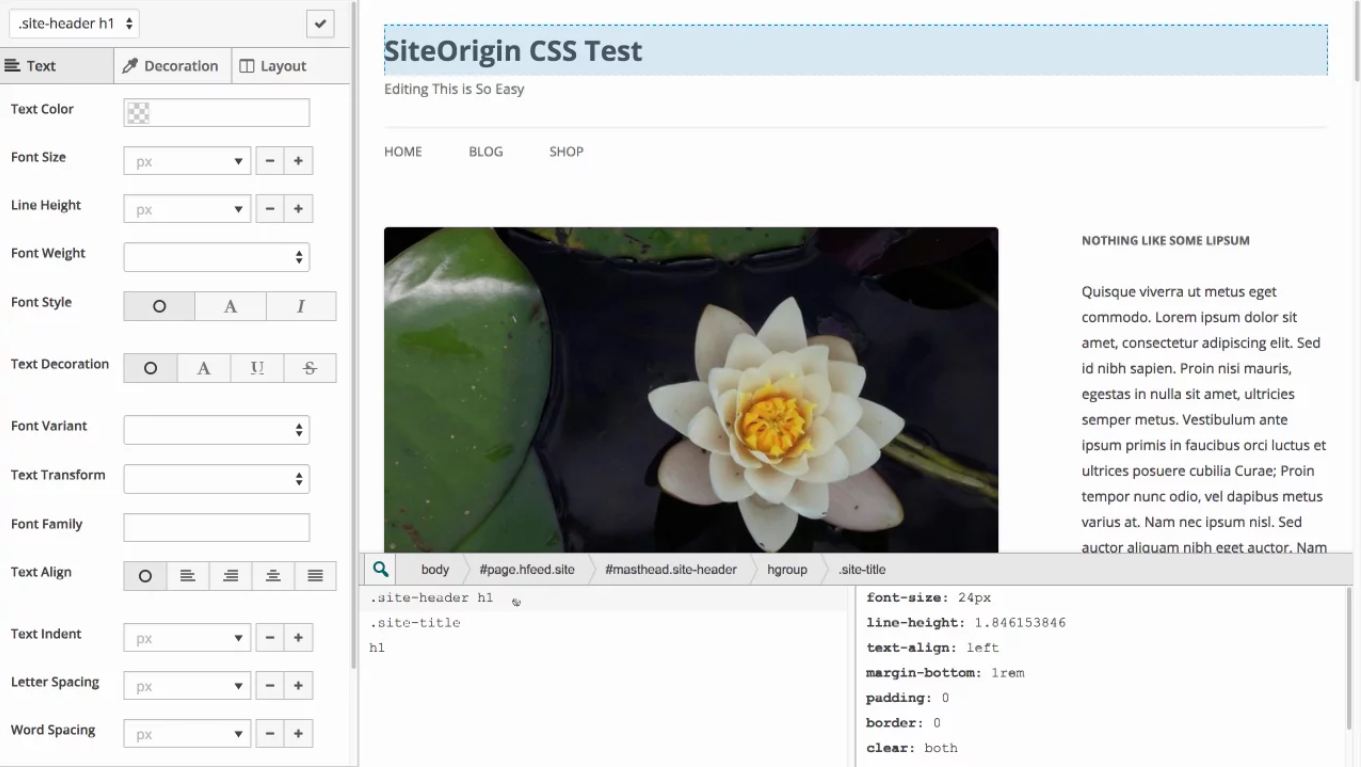 .site-header h1
Text
Decoration
Layout
Text Color
Font Size
px
Line Height
px
Font Weight
Font Style
A
I
Text Decoration
A
U
S
Font Variant
Text Transform
Font Family
Text Align
Text Indent
px
Letter Spacing
px
Word Spacing
px
SiteOrigin CSS Test
Editing This is So Easy
HOME
BLOG
SHOP
NOTHING LIKE SOME LIPSUM
Quisque viverra ut metus eget
commodo. Lorem ipsum dolor sit
amet, consectetur adipiscing elit. Sed
id nibh sapien. Proin nisi mauris,
egestas in nulla sit amet, ultricies
semper metus. Vestibulum ante
ipsum primis in faucibus orci luctus et
ultrices posuere cubilia Curae; Proin
tempor nunc odio, vel dapibus metus
varius at. Nam nec ipsum nisl. Sed
auctor aliquam nibh eget auctor. Nam
body
#page.hfeed.site
#masthead.site-header
hgroup
.site-title
.site-header h1
.site-title
h1
font-size: 24px
line-height: 1.846153846
text-align: left
margin-bottom: 1rem
padding: 0
border: 0
clear: both